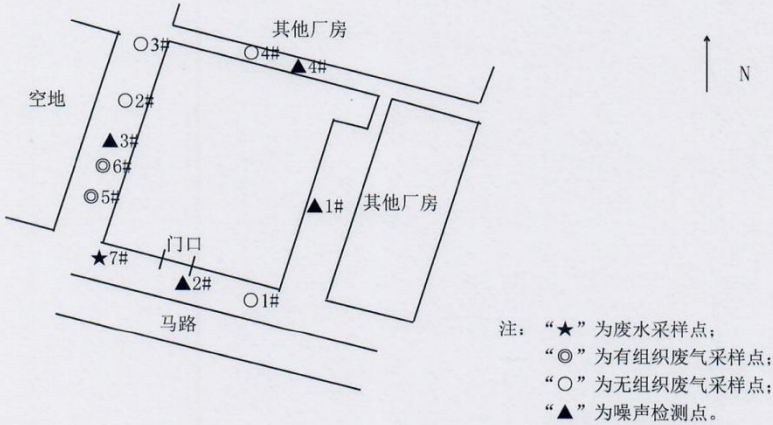 其他厂房
○3#
○4#
▲4#
N
空地
○2#
▲3#
◎6#
◎5#
▲1#
其他厂房
门口
★7#
▲2#
○1#
马路
注：“★”为废水采样点；
“◎”为有组织废气采样点；
“○”为无组织废气采样点；
“▲”为噪声检测点。